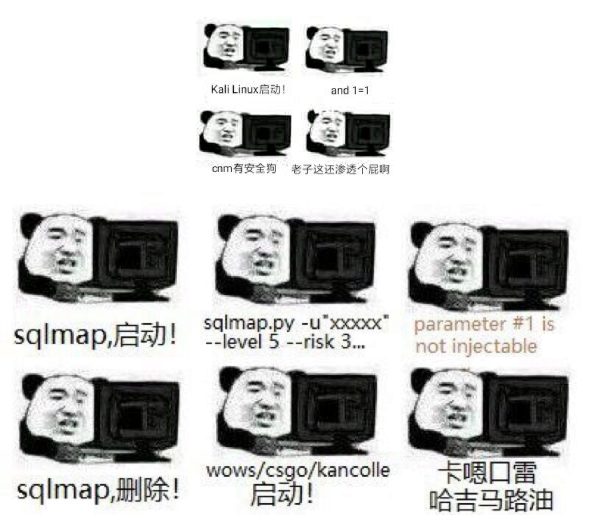 Kali Linux启动！
and 1=1
cnm有安全狗
老子这还渗透个屁啊
sqlmap,启动！
sqlmap.py -u"xxxxx"
--level 5 --risk 3...
parameter #1 is
not injectable
sqlmap,删除！
wows/csgo/kancolle
启动！
卡嗯口雷
哈吉马路油